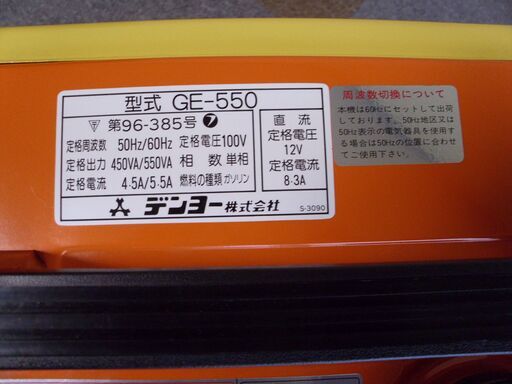 型式 GE-550
第96-385号 7
定格周波数 50Hz/60Hz 定格電圧100V
定格出力 450VA/550VA 相数 単相
定格電流 4·5A/5·5A 燃料の種類 ガソリン
直流
定格電圧
12V
定格電流
8·3A
デンヨー株式会社
S-3090
周波数切換について
本機は60Hzにセットして出荷
しております。50Hz地区又は
50Hz表示の電気器具を使用す
る場合は50Hzの位置に合わせ
てご使用下さい。